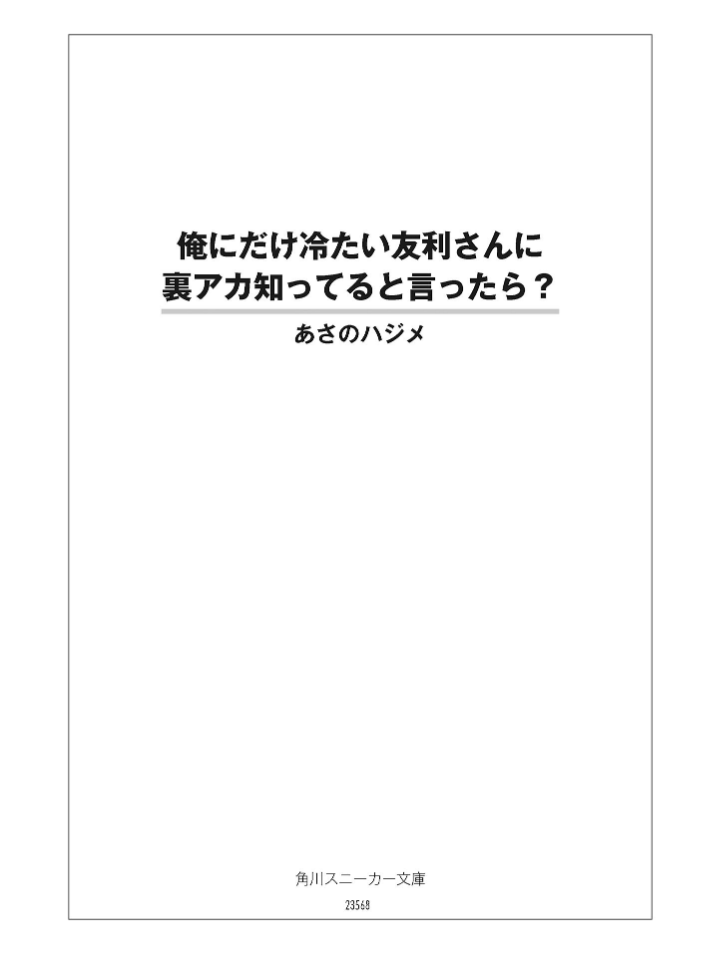 俺にだけ冷たい友利さんに
裏アカ知ってると言ったら？
あさのハジメ
角川スニーカー文庫
23568